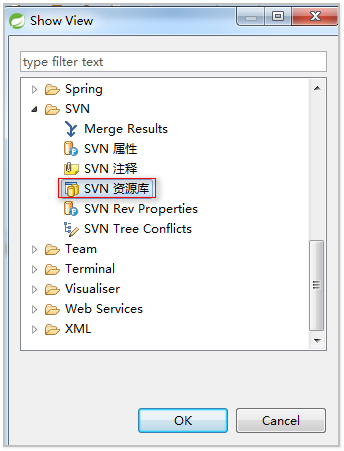 Show View
type filter text
Spring
SVN
Merge Results
SVN 属性
SVN 注释
SVN 资源库
SVN Rev Properties
SVN Tree Conflicts
Team
Terminal
Visualiser
Web Services
XML
OK
Cancel